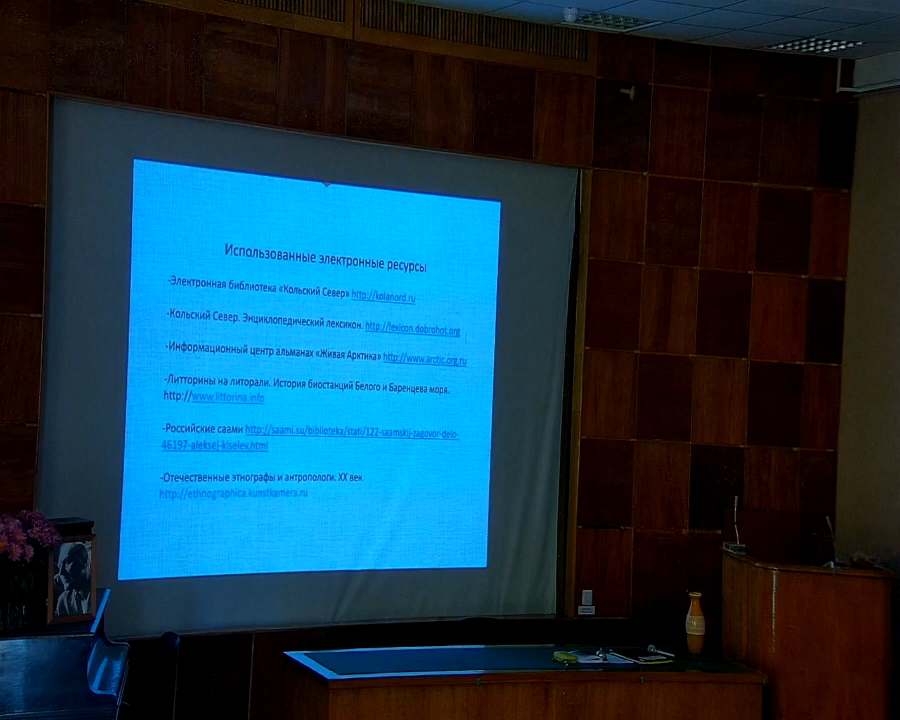 Использованные электронные ресурсы
-Электронная библиотека «Кольский Север» http://kolanord.ru
-Кольский Север. Энциклопедический лексикон. http://lexicon.dobrohot.org
-Информационный центр альманах «Живая Арктика» http://www.arctic.org.ru
-Литторины на литорали. История биостанций Белого и Баренцева моря.
http://www.littorina.info
-Российские саами http://saami.su/biblioteka/stati/122-saamskij-zagovor-delo-
46197-aleksej-kiselev.html
-Отечественные этнографы и антропологи. XX век.
http://ethnographica.kunstkamera.ru